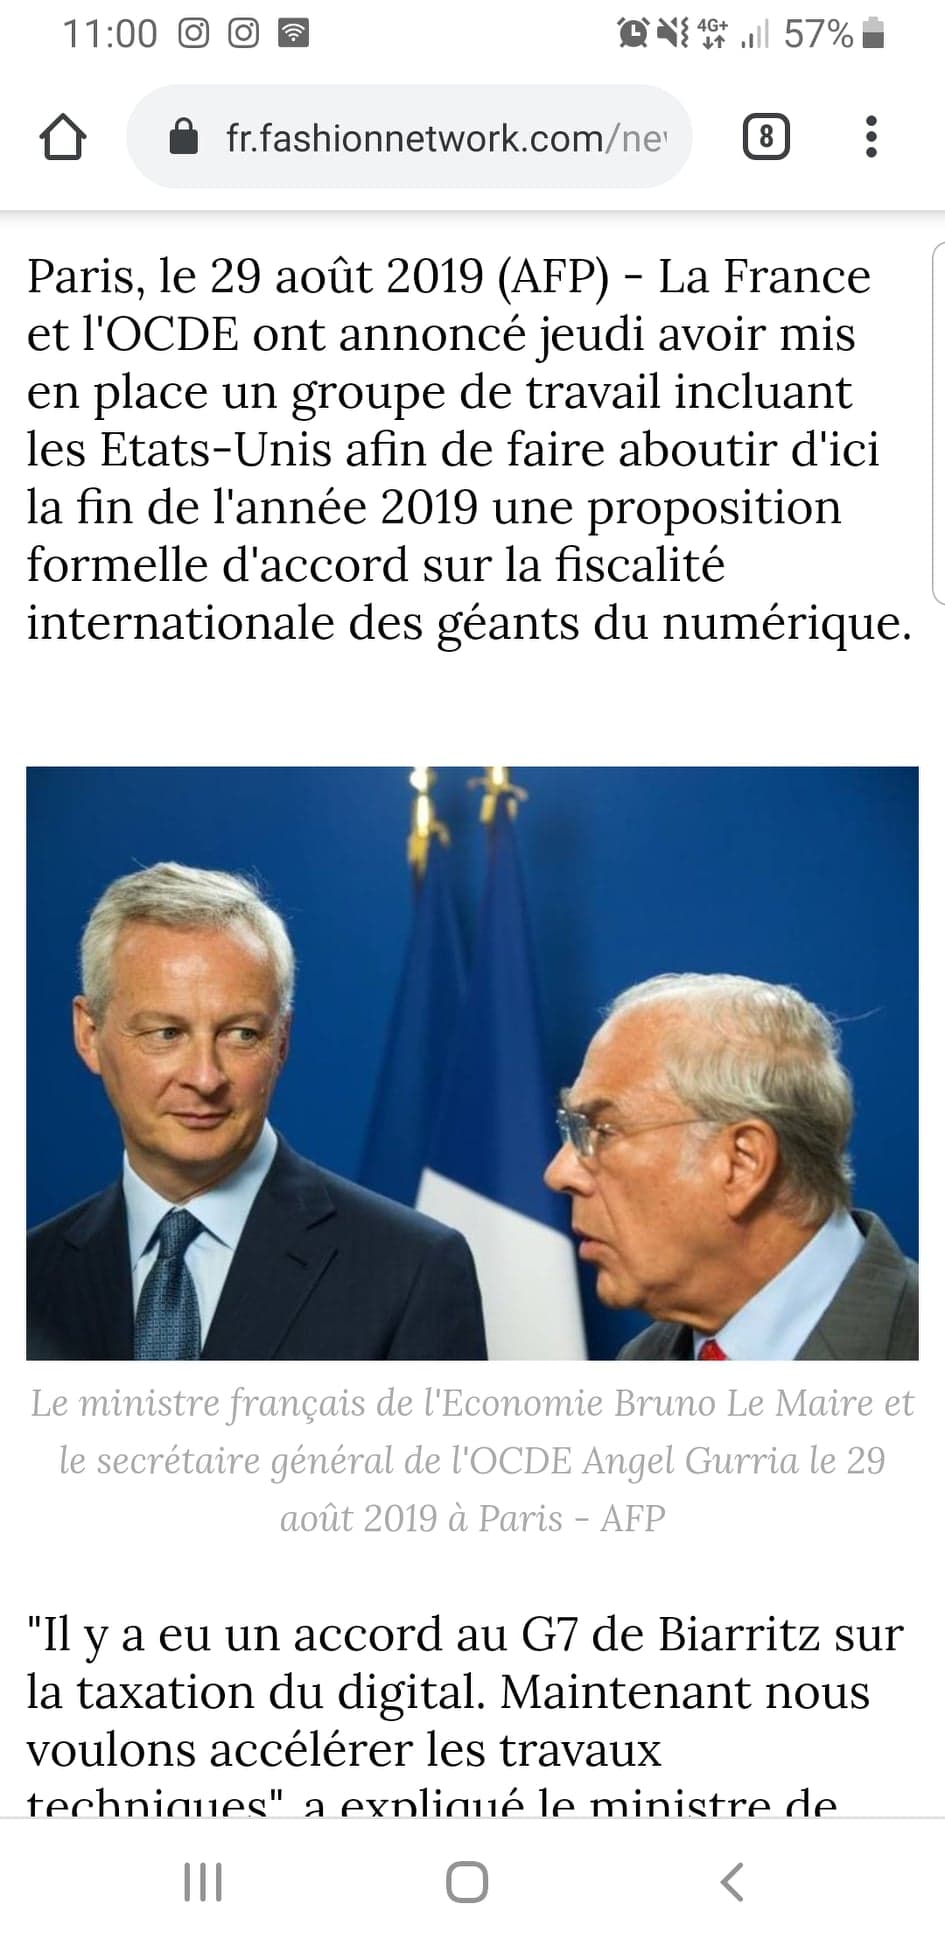 11:00 4G+ 57%
fr.fashionnetwork.com/ne 8
Paris, le 29 août 2019 (AFP) - La France
et l'OCDE ont annoncé jeudi avoir mis
en place un groupe de travail incluant
les Etats-Unis afin de faire aboutir d'ici
la fin de l'année 2019 une proposition
formelle d'accord sur la fiscalité
internationale des géants du numérique.
Le ministre français de l'Economie Bruno Le Maire et
le secrétaire général de l'OCDE Angel Gurria le 29
août 2019 à Paris - AFP
"Il y a eu un accord au G7 de Biarritz sur
la taxation du digital. Maintenant nous
voulons accélérer les travaux
techniques", a expliqué le ministre de